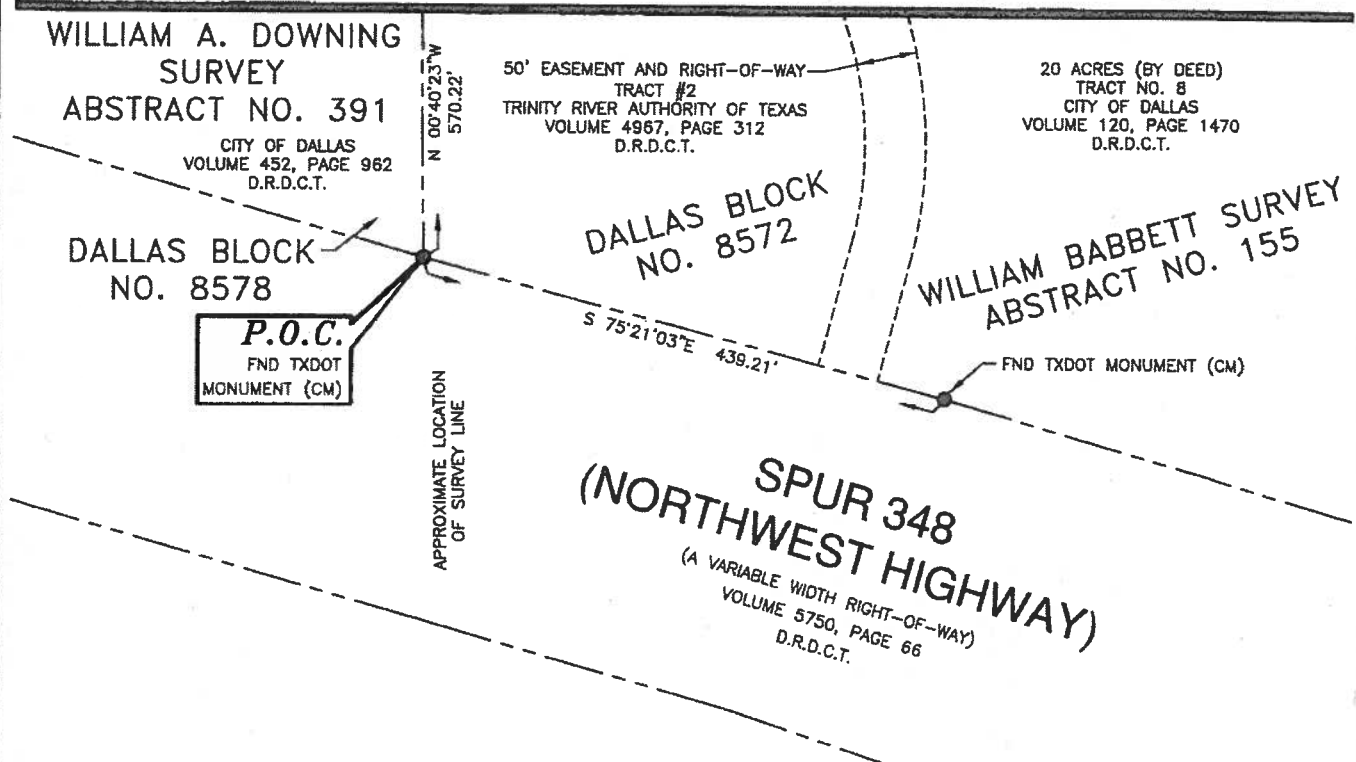 WILLIAM A. DOWNING
SURVEY
ABSTRACT NO. 391
CITY OF DALLAS
VOLUME 452, PAGE 962
D.R.D.C.T.
N 00°40'23"W
570.22'
50' EASEMENT AND RIGHT-OF-WAY
TRACT #2
TRINITY RIVER AUTHORITY OF TEXAS
VOLUME 4967, PAGE 312
D.R.D.C.T.
20 ACRES (BY DEED)
TRACT NO. 8
CITY OF DALLAS
VOLUME 120, PAGE 1470
D.R.D.C.T.
DALLAS BLOCK
NO. 8578
DALLAS BLOCK
NO. 8572
WILLIAM BABBETT SURVEY
ABSTRACT NO. 155
P.O.C.
FND TXDOT
MONUMENT (CM)
S 75°21'03"E 439.21'
FND TXDOT MONUMENT (CM)
APPROXIMATE LOCATION
OF SURVEY LINE
SPUR 348
(NORTHWEST HIGHWAY)
(A VARIABLE WIDTH RIGHT-OF-WAY)
VOLUME 5750, PAGE 66
D.R.D.C.T.